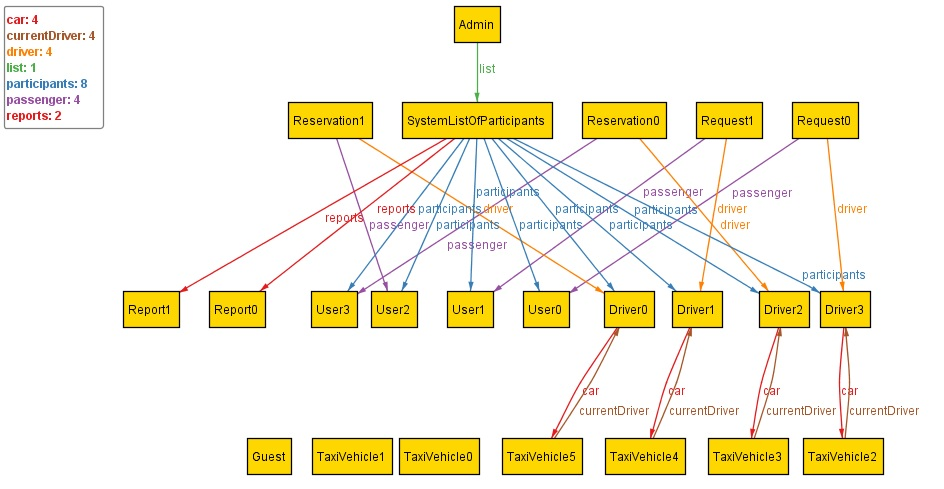 car: 4
currentDriver: 4
driver: 4
list: 1
participants: 8
passenger: 4
reports: 2
Admin
list
Reservation1
SystemListOfParticipants
Reservation0
Request1
Request0
participants
passenger
passenger
reports
reports
participants
driver
participants
participants
driver
driver
passenger
participants
participants
participants
driver
passenger
participants
Report1
Report0
User3
User2
User1
User0
Driver0
Driver1
Driver2
Driver3
car
car
car
car
currentDriver
currentDriver
currentDriver
currentDriver
Guest
TaxiVehicle1
TaxiVehicle0
TaxiVehicle5
TaxiVehicle4
TaxiVehicle3
TaxiVehicle2